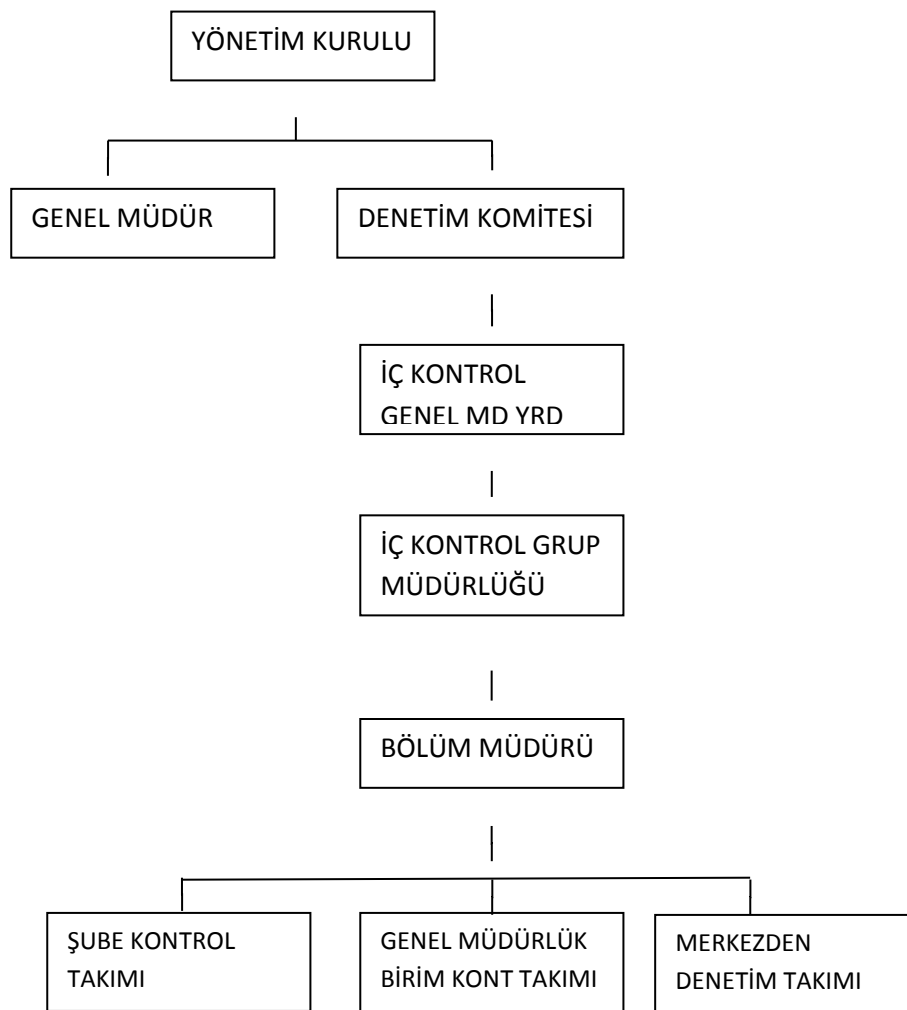 YÖNETİM KURULU
GENEL MÜDÜR
DENETİM KOMİTESİ
İÇ KONTROL
GENEL MD YRD
İÇ KONTROL GRUP
MÜDÜRLÜĞÜ
BÖLÜM MÜDÜRÜ
ŞUBE KONTROL
TAKIMI
GENEL MÜDÜRLÜK
BİRİM KONT TAKIMI
MERKEZDEN
DENETİM TAKIMI